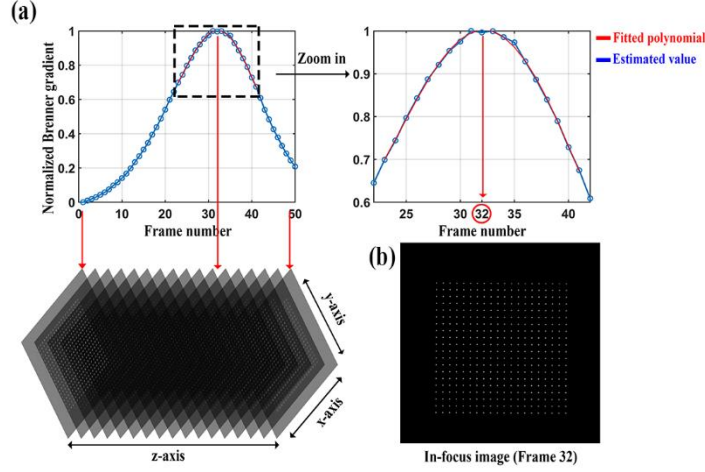 (a)
Normalized Brenner gradient
1
0.8
0.6
0.4
0.2
0
0 10 20 30 40 50
Frame number
Zoom in
1
0.9
0.8
0.7
0.6
25 30 32 35 40
Frame number
Fitted polynomial
Estimated value
y-axis
x-axis
z-axis
(b)
In-focus image (Frame 32)